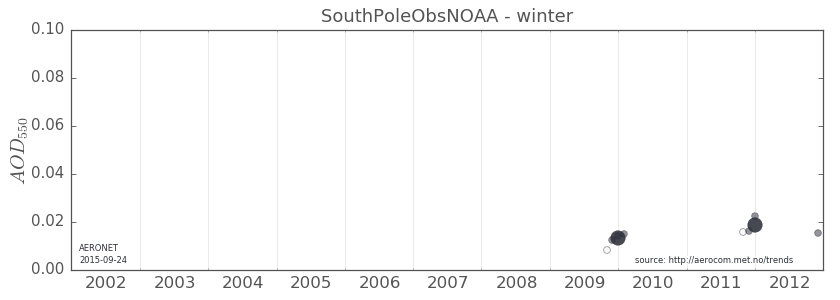 SouthPoleObsNOAA - winter
0.10
0.08
0.06
0.04
0.02
0.00
AOD550
AERONET
2015-09-24
source: http://aerocom.met.no/trends
2002 2003 2004 2005 2006 2007 2008 2009 2010 2011 2012